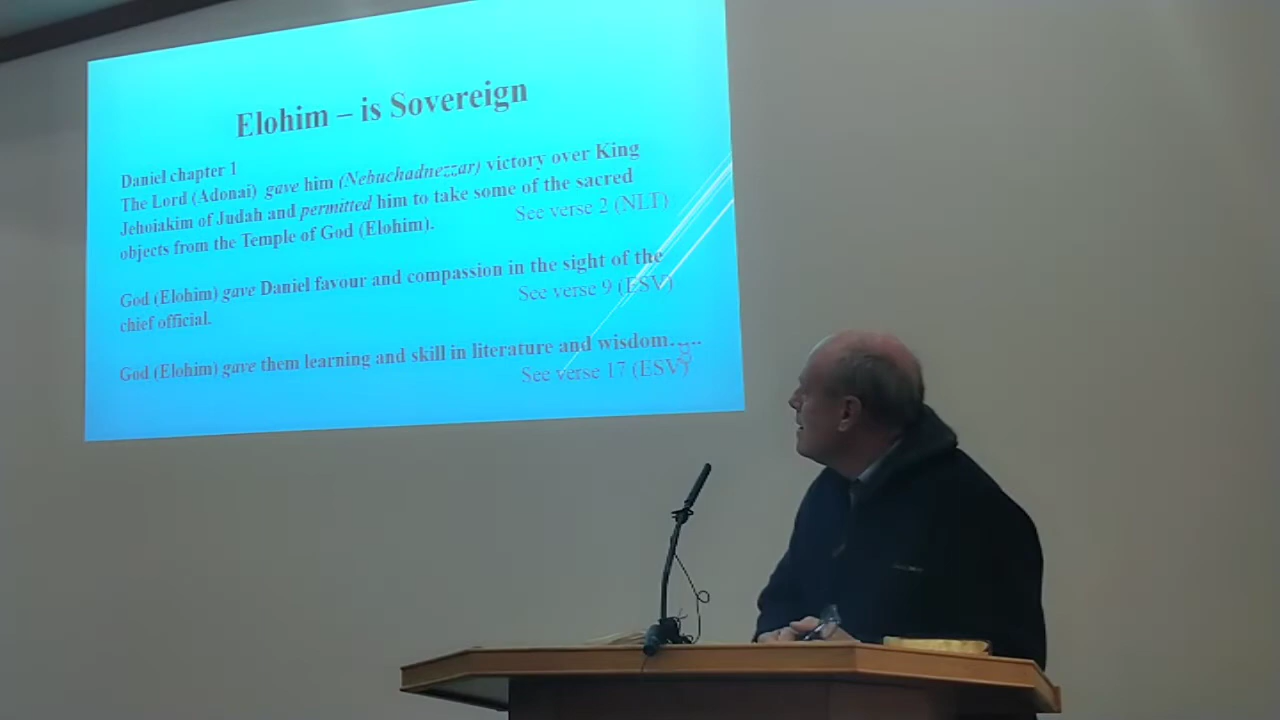 Elohim – is Sovereign
Daniel chapter 1
The Lord (Adonai) gave him (Nebuchadnezzar) victory over King
Jehoiakim of Judah and permitted him to take some of the sacred
objects from the Temple of God (Elohim).
See verse 2 (NLT)
God (Elohim) gave Daniel favour and compassion in the sight of the
chief official.
See verse 9 (ESV)
God (Elohim) gave them learning and skill in literature and wisdom…..
See verse 17 (ESV)